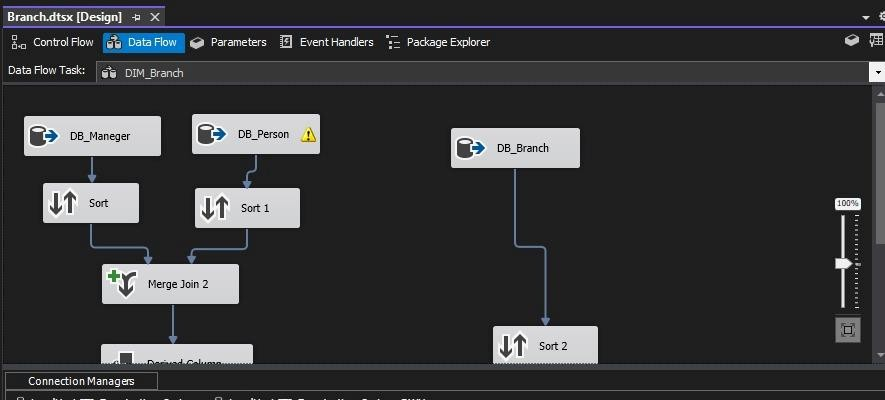 Branch.dtsx [Design]
Control Flow Data Flow Parameters Event Handlers Package Explorer
Data Flow Task: DIM_Branch
DB_Maneger
DB_Person
DB_Branch
Sort
Sort 1
Merge Join 2
Sort 2
Derived Column
100%
Connection Managers